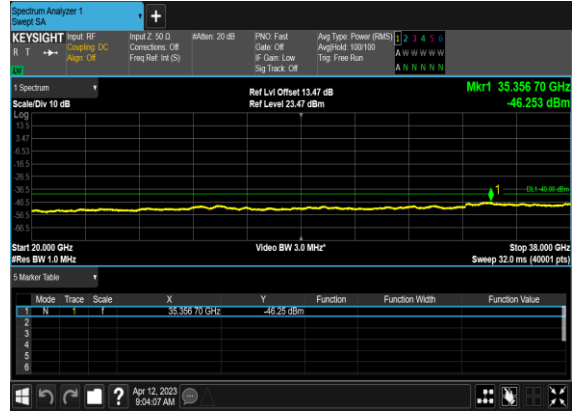 Spectrum Analyzer 1
Swept SA
KEYSIGHT Input: RF Input Z: 50 Ω #Atten: 20 dB PNO: Fast Avg Type: Power (RMS) 1 2 3 4 5 6
R T Coupling: DC Corrections: Off Gate: Off Avg|Hold: 100/100 A W W W W W
Align: Off Freq Ref: Int (S) IF Gain: Low Trig: Free Run
Sig Track: Off A N N N N N
LW
1 Spectrum Ref Lvl Offset 13.47 dB Mkr1 35.356 70 GHz
Scale/Div 10 dB Ref Level 23.47 dBm -46.253 dBm
Log
13.5
3.47
-6.53
-16.5
-26.5
-36.5 1 DL1 -40.00 dBm
-46.5
-56.5
-66.5
Start 20.000 GHz Video BW 3.0 MHz* Stop 38.000 GHz
#Res BW 1.0 MHz Sweep 32.0 ms (40001 pts)
5 Marker Table
Mode Trace Scale X Y Function Function Width Function Value
1 N 1 f 35.356 70 GHz -46.25 dBm
2
3
4
5
6
? Apr 12, 2023
9:04:07 AM